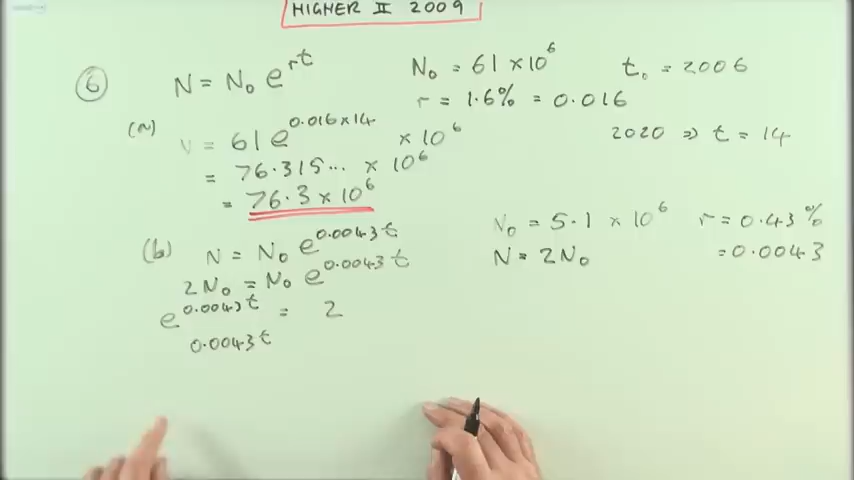 HIGHER II 2009
6 N = N₀ e^rt N₀ = 61 × 10⁶ t₀ = 2006
r = 1.6% = 0.016
(a) N = 61 e^0.016×14 × 10⁶ 2020 ⇒ t = 14
= 76.315... × 10⁶
= 76.3 × 10⁶
(b) N = N₀ e^0.0043t N₀ = 5.1 × 10⁶ r = 0.43%
2N₀ = N₀ e^0.0043t N = 2N₀ = 0.0043
e^0.0043t = 2
0.0043t